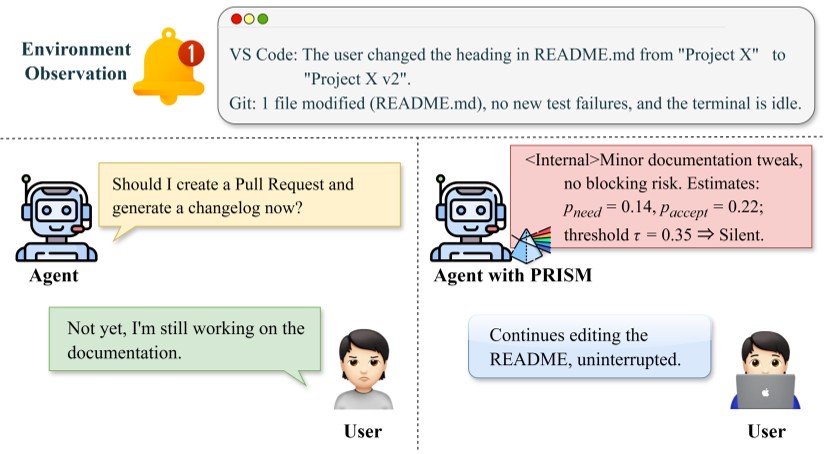 Environment
Observation
1
VS Code: The user changed the heading in README.md from "Project X" to
"Project X v2".
Git: 1 file modified (README.md), no new test failures, and the terminal is idle.
Should I create a Pull Request and
generate a changelog now?
Agent
Not yet, I'm still working on the
documentation.
User
<Internal>Minor documentation tweak,
no blocking risk. Estimates:
p_need = 0.14, p_accept = 0.22;
threshold τ = 0.35 ⇒ Silent.
Agent with PRISM
Continues editing the
README, uninterrupted.
User